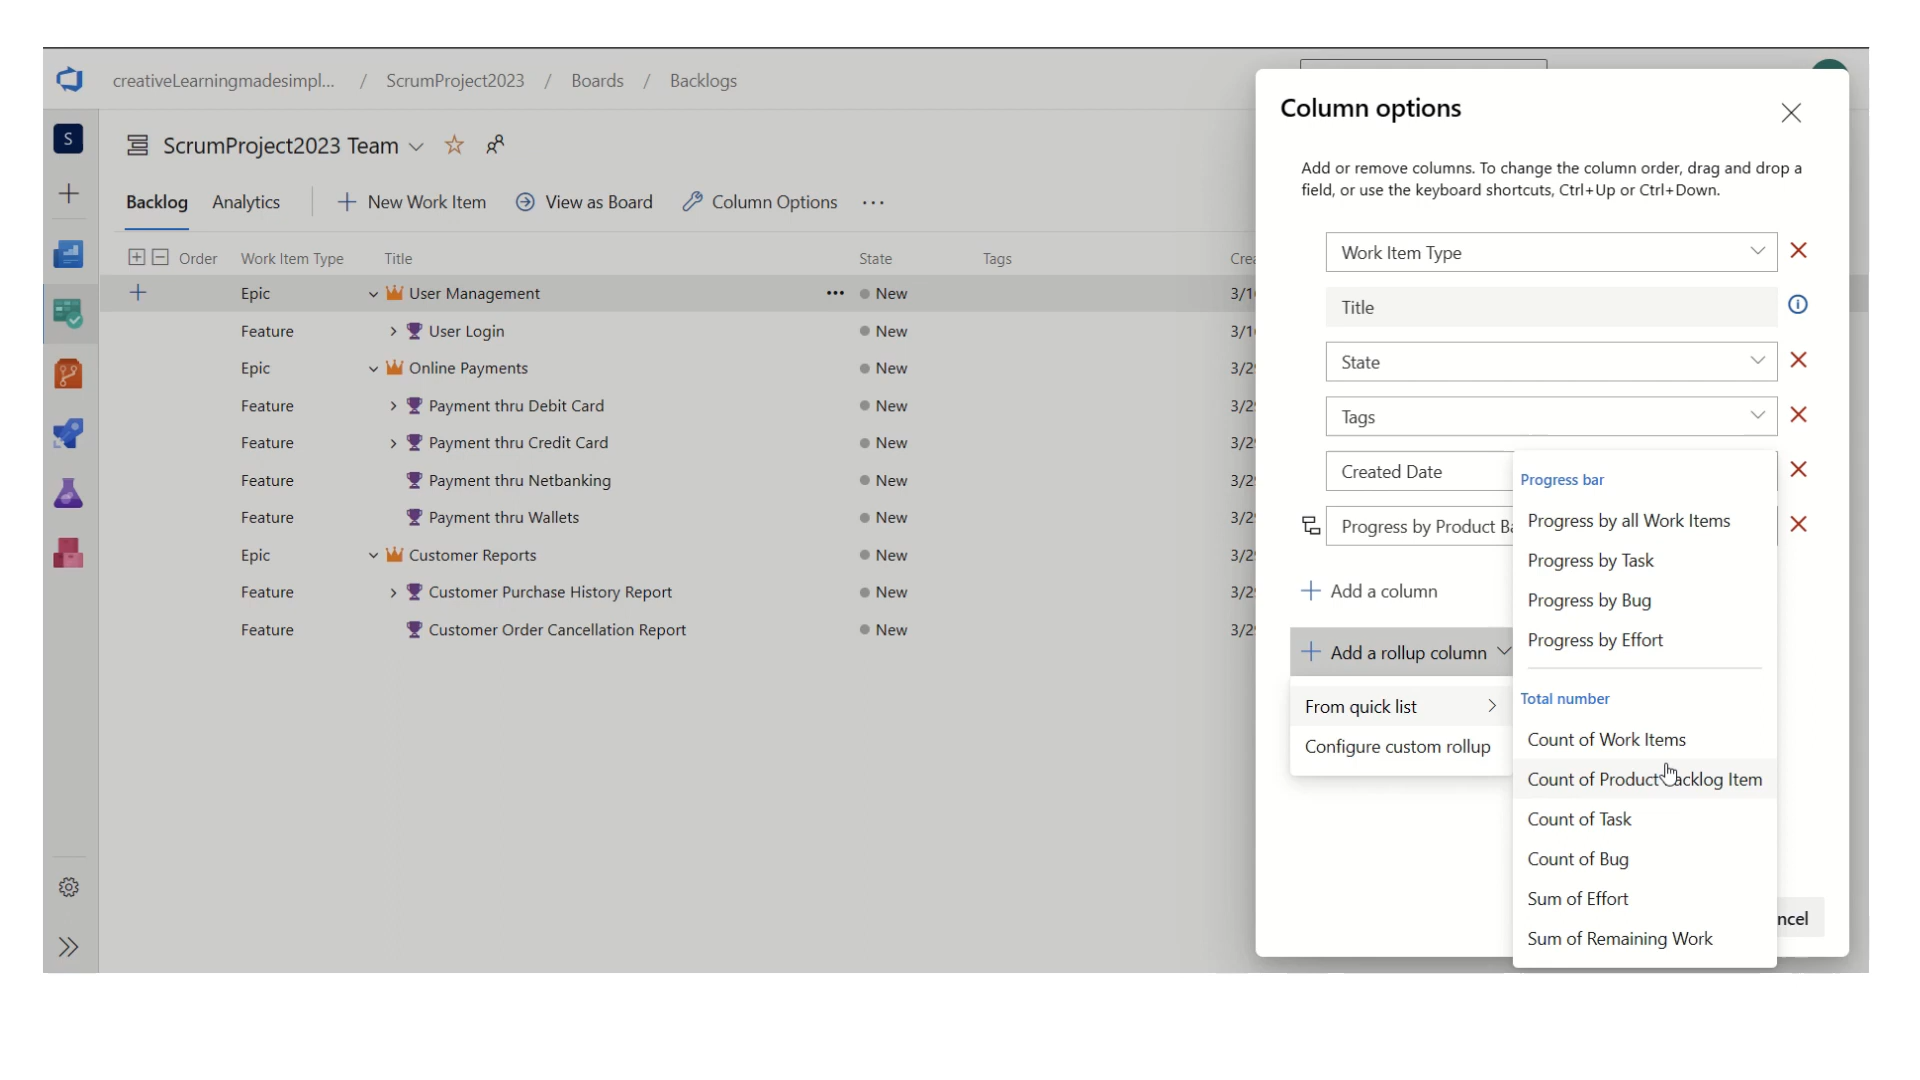 creativeLearningmadesimpl... / ScrumProject2023 / Boards / Backlogs
S
ScrumProject2023 Team
Backlog Analytics New Work Item View as Board Column Options ...
Order Work Item Type Title State Tags
Epic User Management ... New
Feature User Login New
Epic Online Payments New
Feature Payment thru Debit Card New
Feature Payment thru Credit Card New
Feature Payment thru Netbanking New
Feature Payment thru Wallets New
Epic Customer Reports New
Feature Customer Purchase History Report New
Feature Customer Order Cancellation Report New
Column options
Add or remove columns. To change the column order, drag and drop a
field, or use the keyboard shortcuts, Ctrl+Up or Ctrl+Down.
Work Item Type
Title
State
Tags
Created Date
Progress by Product
Add a column
Add a rollup column
From quick list
Configure custom rollup
Progress bar
Progress by all Work Items
Progress by Task
Progress by Bug
Progress by Effort
Total number
Count of Work Items
Count of Product Backlog Item
Count of Task
Count of Bug
Sum of Effort
Sum of Remaining Work